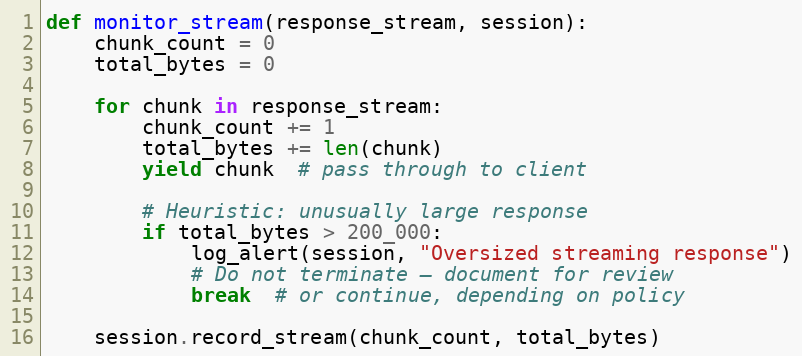 1 def monitor_stream(response_stream, session):
2     chunk_count = 0
3     total_bytes = 0
4
5     for chunk in response_stream:
6         chunk_count += 1
7         total_bytes += len(chunk)
8         yield chunk  # pass through to client
9
10         # Heuristic: unusually large response
11         if total_bytes > 200_000:
12             log_alert(session, "Oversized streaming response")
13             # Do not terminate — document for review
14             break  # or continue, depending on policy
15
16     session.record_stream(chunk_count, total_bytes)